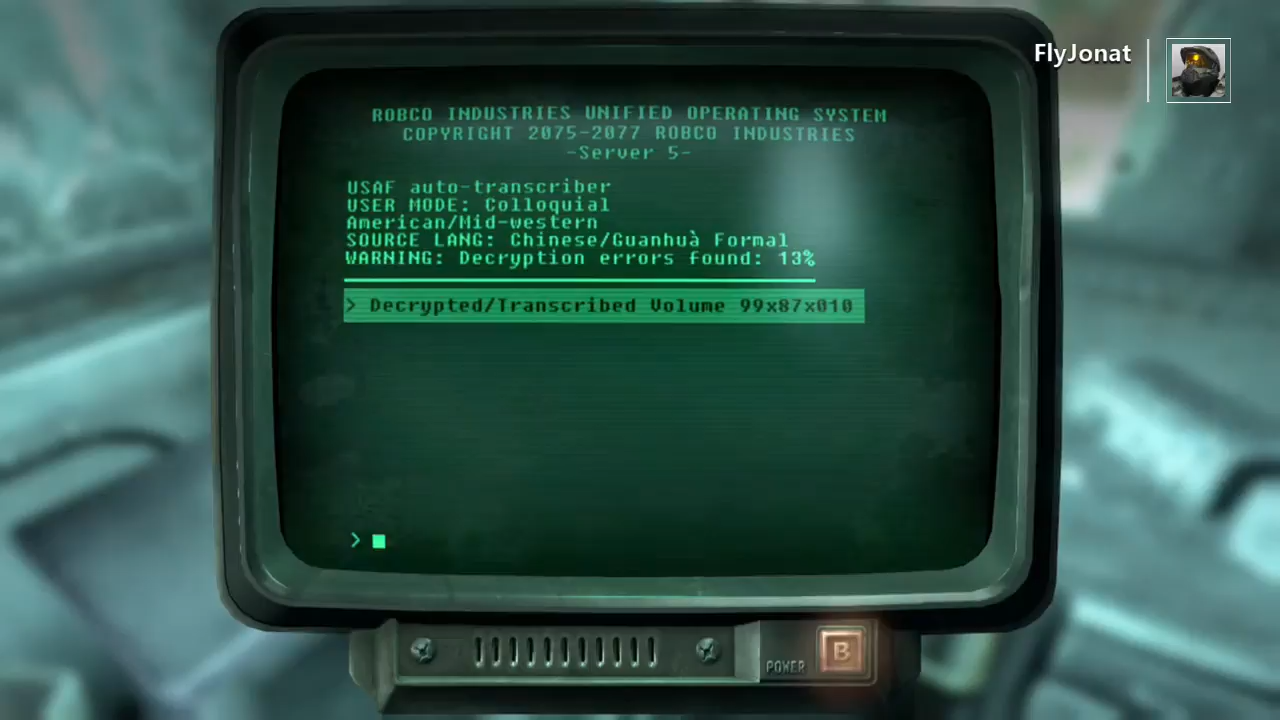 FlyJonat
ROBCO INDUSTRIES UNIFIED OPERATING SYSTEM
COPYRIGHT 2075-2077 ROBCO INDUSTRIES
-Server 5-
USAF auto-transcriber
USER MODE: Colloquial
American/Mid-western
SOURCE LANG: Chinese/Guanhuà Formal
WARNING: Decryption errors found: 13%
> Decrypted/Transcribed Volume 99x87x010
>
POWER
B